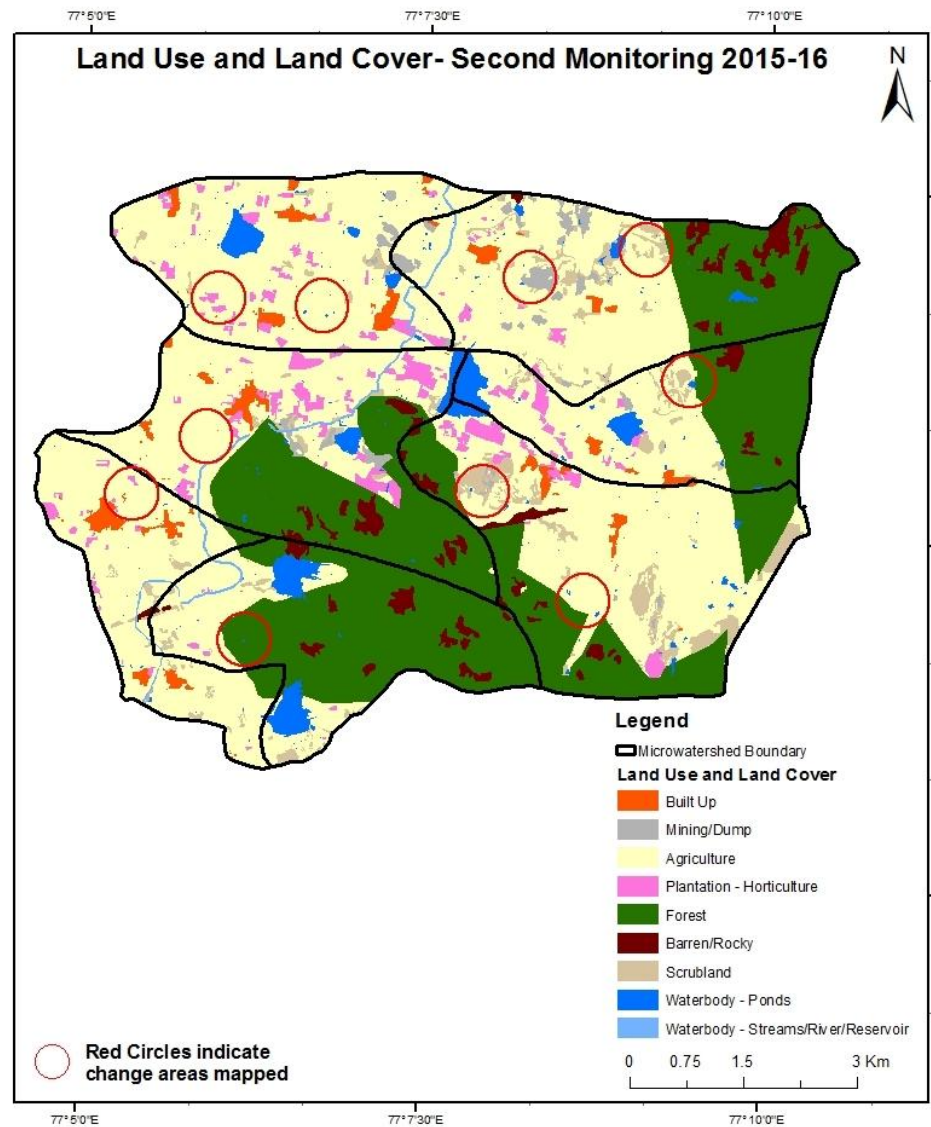 77°5'0"E
77°7'30"E
77°10'0"E
Land Use and Land Cover- Second Monitoring 2015-16
N
Legend
Microwatershed Boundary
Land Use and Land Cover
Built Up
Mining/Dump
Agriculture
Plantation - Horticulture
Forest
Barren/Rocky
Scrubland
Waterbody - Ponds
Waterbody - Streams/River/Reservoir
0 0.75 1.5 3 Km
Red Circles indicate
change areas mapped
77°5'0"E
77°7'30"E
77°10'0"E